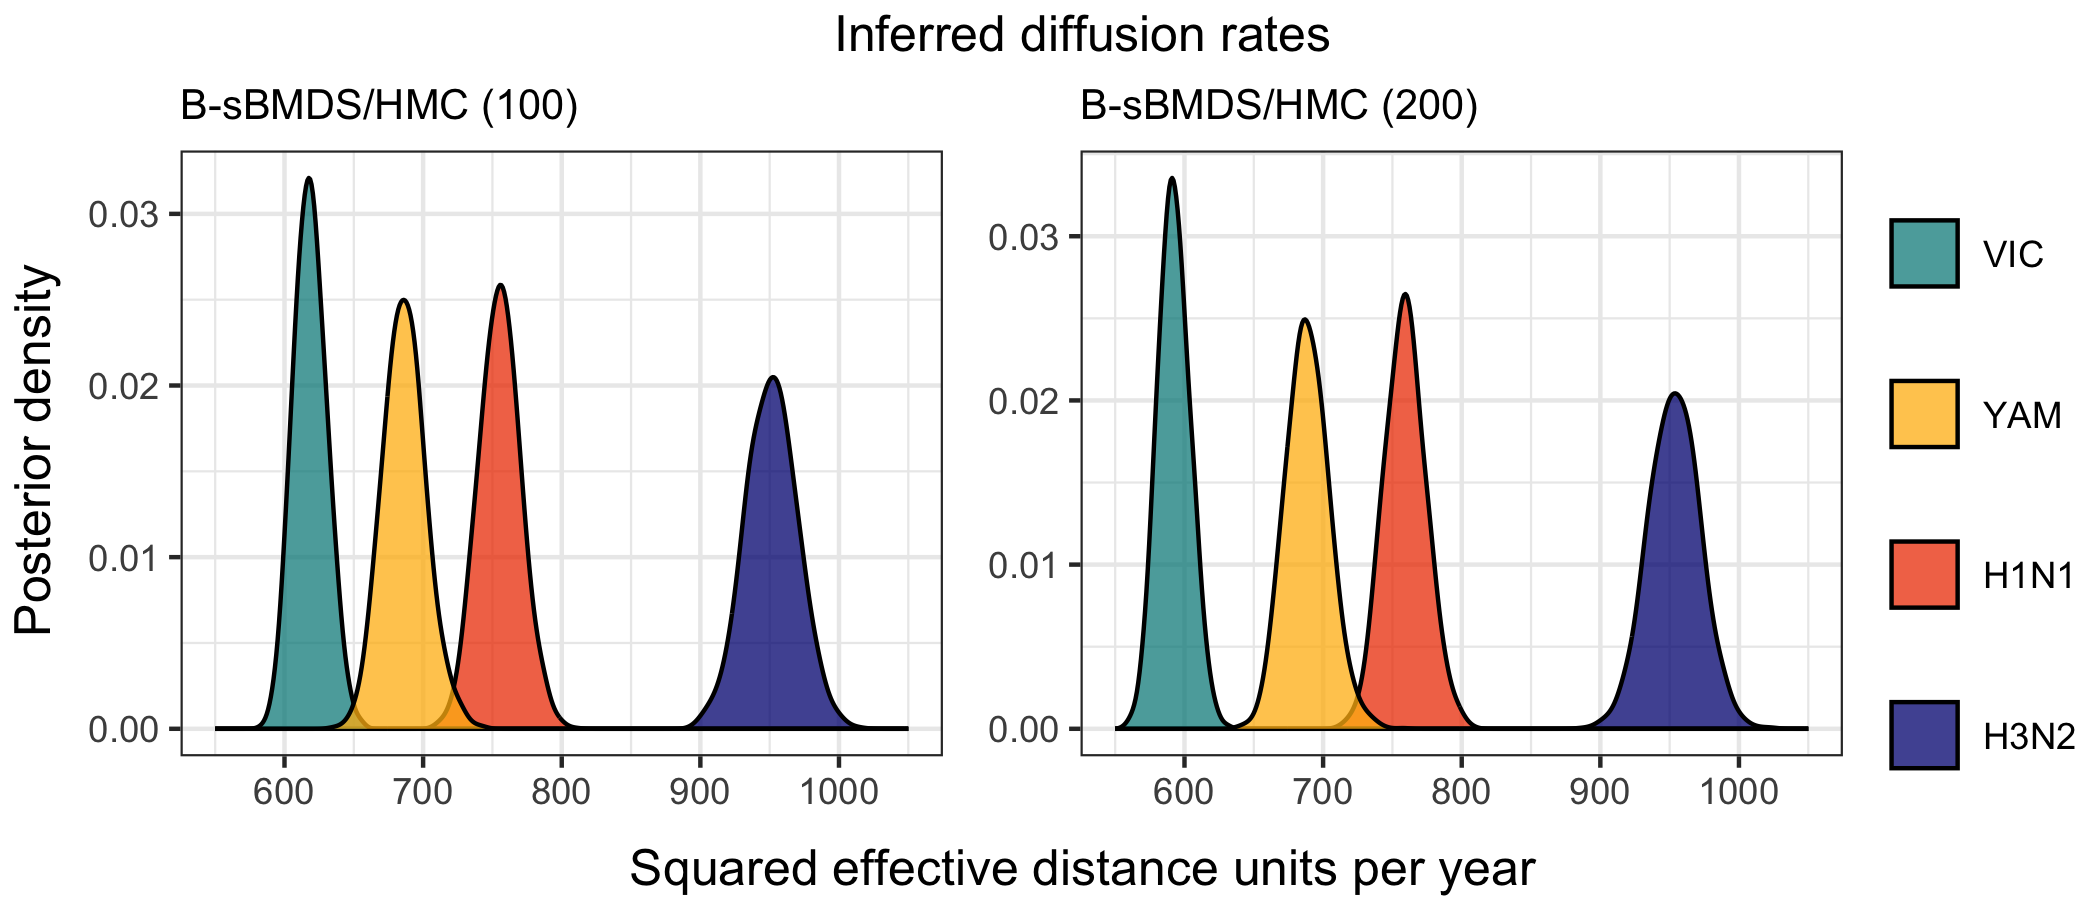 Inferred diffusion rates
B-sBMDS/HMC (100)
B-sBMDS/HMC (200)
Posterior density
0.03
0.02
0.01
0.00
600 700 800 900 1000
0.03
0.02
0.01
0.00
600 700 800 900 1000
VIC
YAM
H1N1
H3N2
Squared effective distance units per year